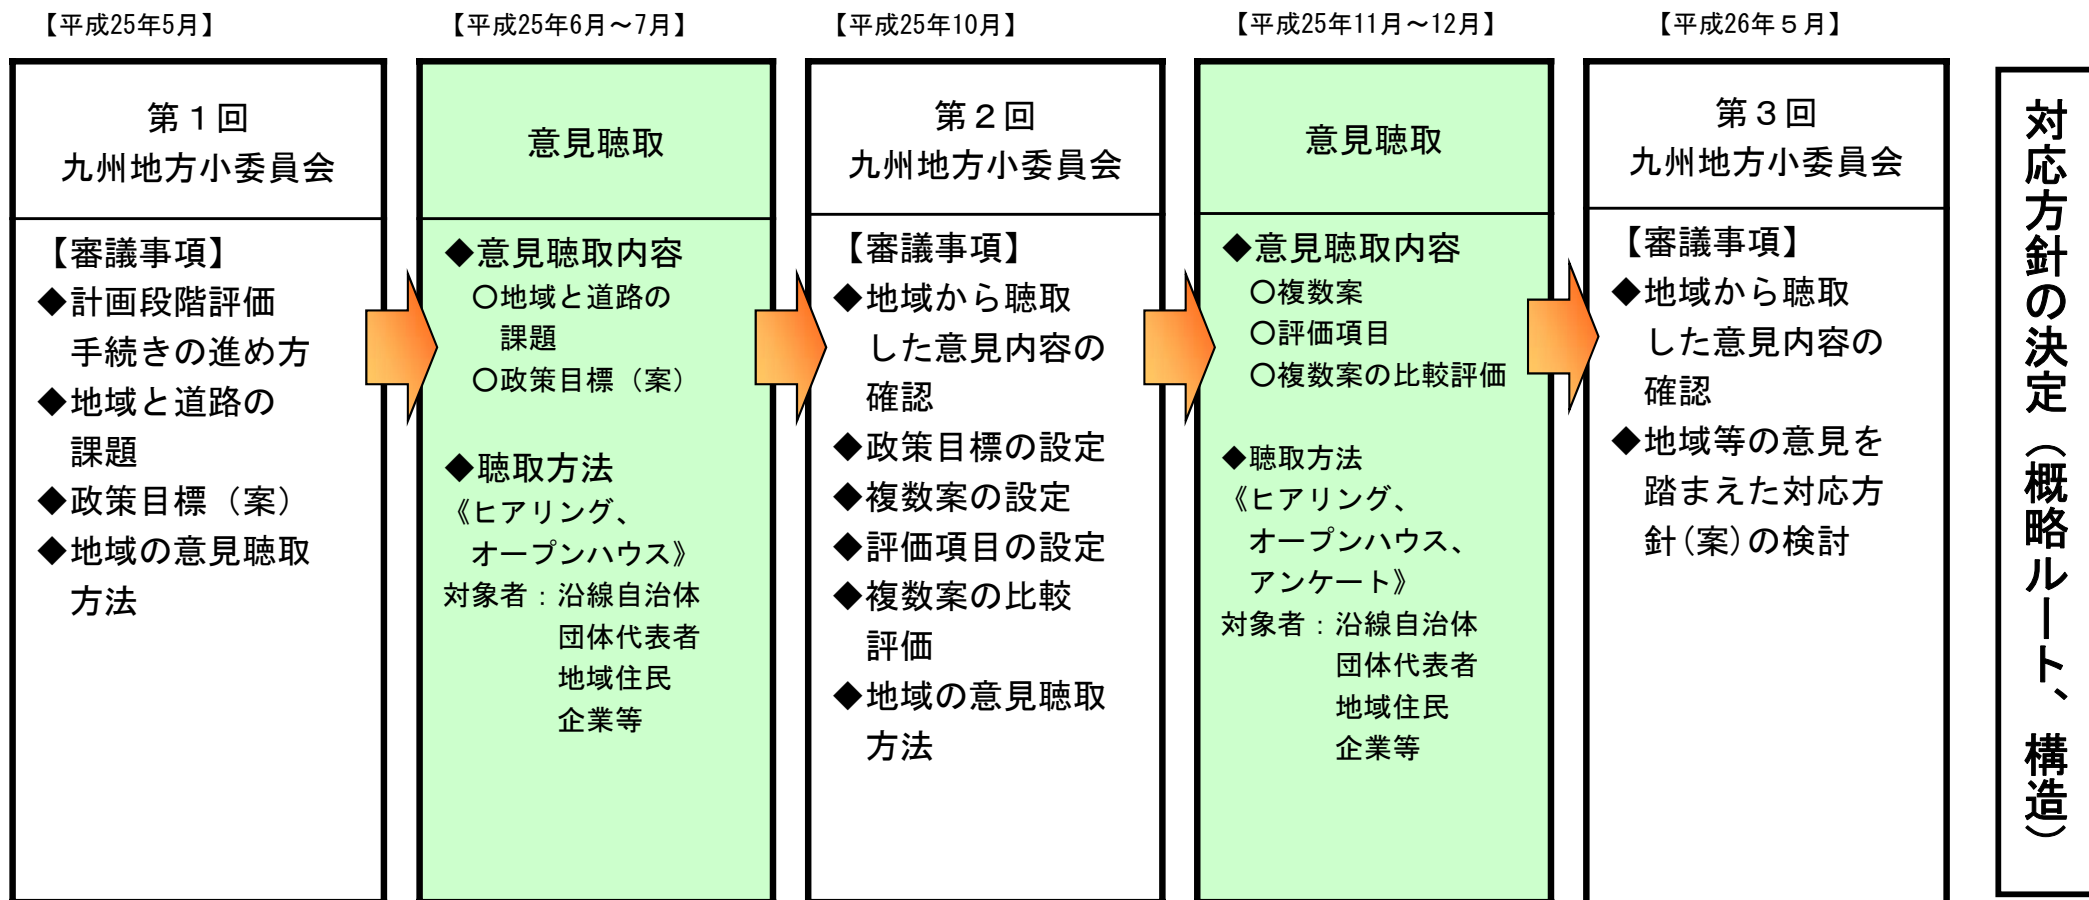 【平成25年5月】
第１回
九州地方小委員会
【審議事項】
◆計画段階評価
手続きの進め方
◆地域と道路の
課題
◆政策目標（案）
◆地域の意見聴取
方法
【平成25年6月～7月】
意見聴取
◆意見聴取内容
○地域と道路の
課題
○政策目標（案）
◆聴取方法
《ヒアリング、
オープンハウス》
対象者：沿線自治体
団体代表者
地域住民
企業等
【平成25年10月】
第２回
九州地方小委員会
【審議事項】
◆地域から聴取
した意見内容の
確認
◆政策目標の設定
◆複数案の設定
◆評価項目の設定
◆複数案の比較
評価
◆地域の意見聴取
方法
【平成25年11月～12月】
意見聴取
◆意見聴取内容
○複数案
○評価項目
○複数案の比較評価
◆聴取方法
《ヒアリング、
オープンハウス、
アンケート》
対象者：沿線自治体
団体代表者
地域住民
企業等
【平成26年５月】
第３回
九州地方小委員会
【審議事項】
◆地域から聴取
した意見内容の
確認
◆地域等の意見を
踏まえた対応方
針(案)の検討
対応方針の決定（概略ルート、構造）